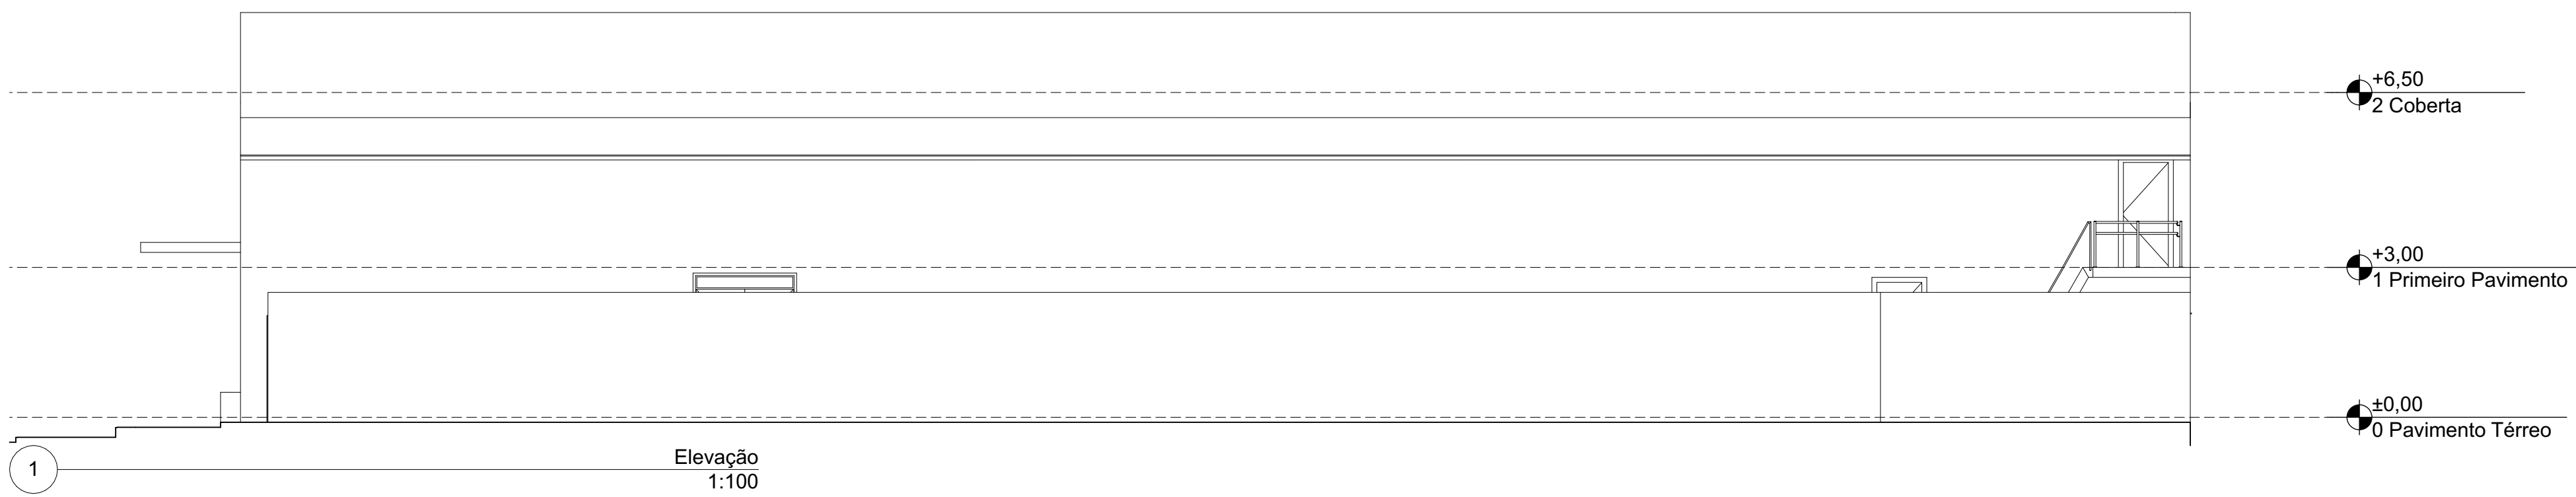 +6,50
2 Coberta
+3,00
1 Primeiro Pavimento
±0,00
0 Pavimento Térreo
1
Elevação
1:100